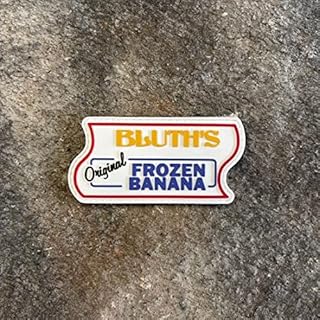 BLUTH'S
Original
FROZEN
BANANA